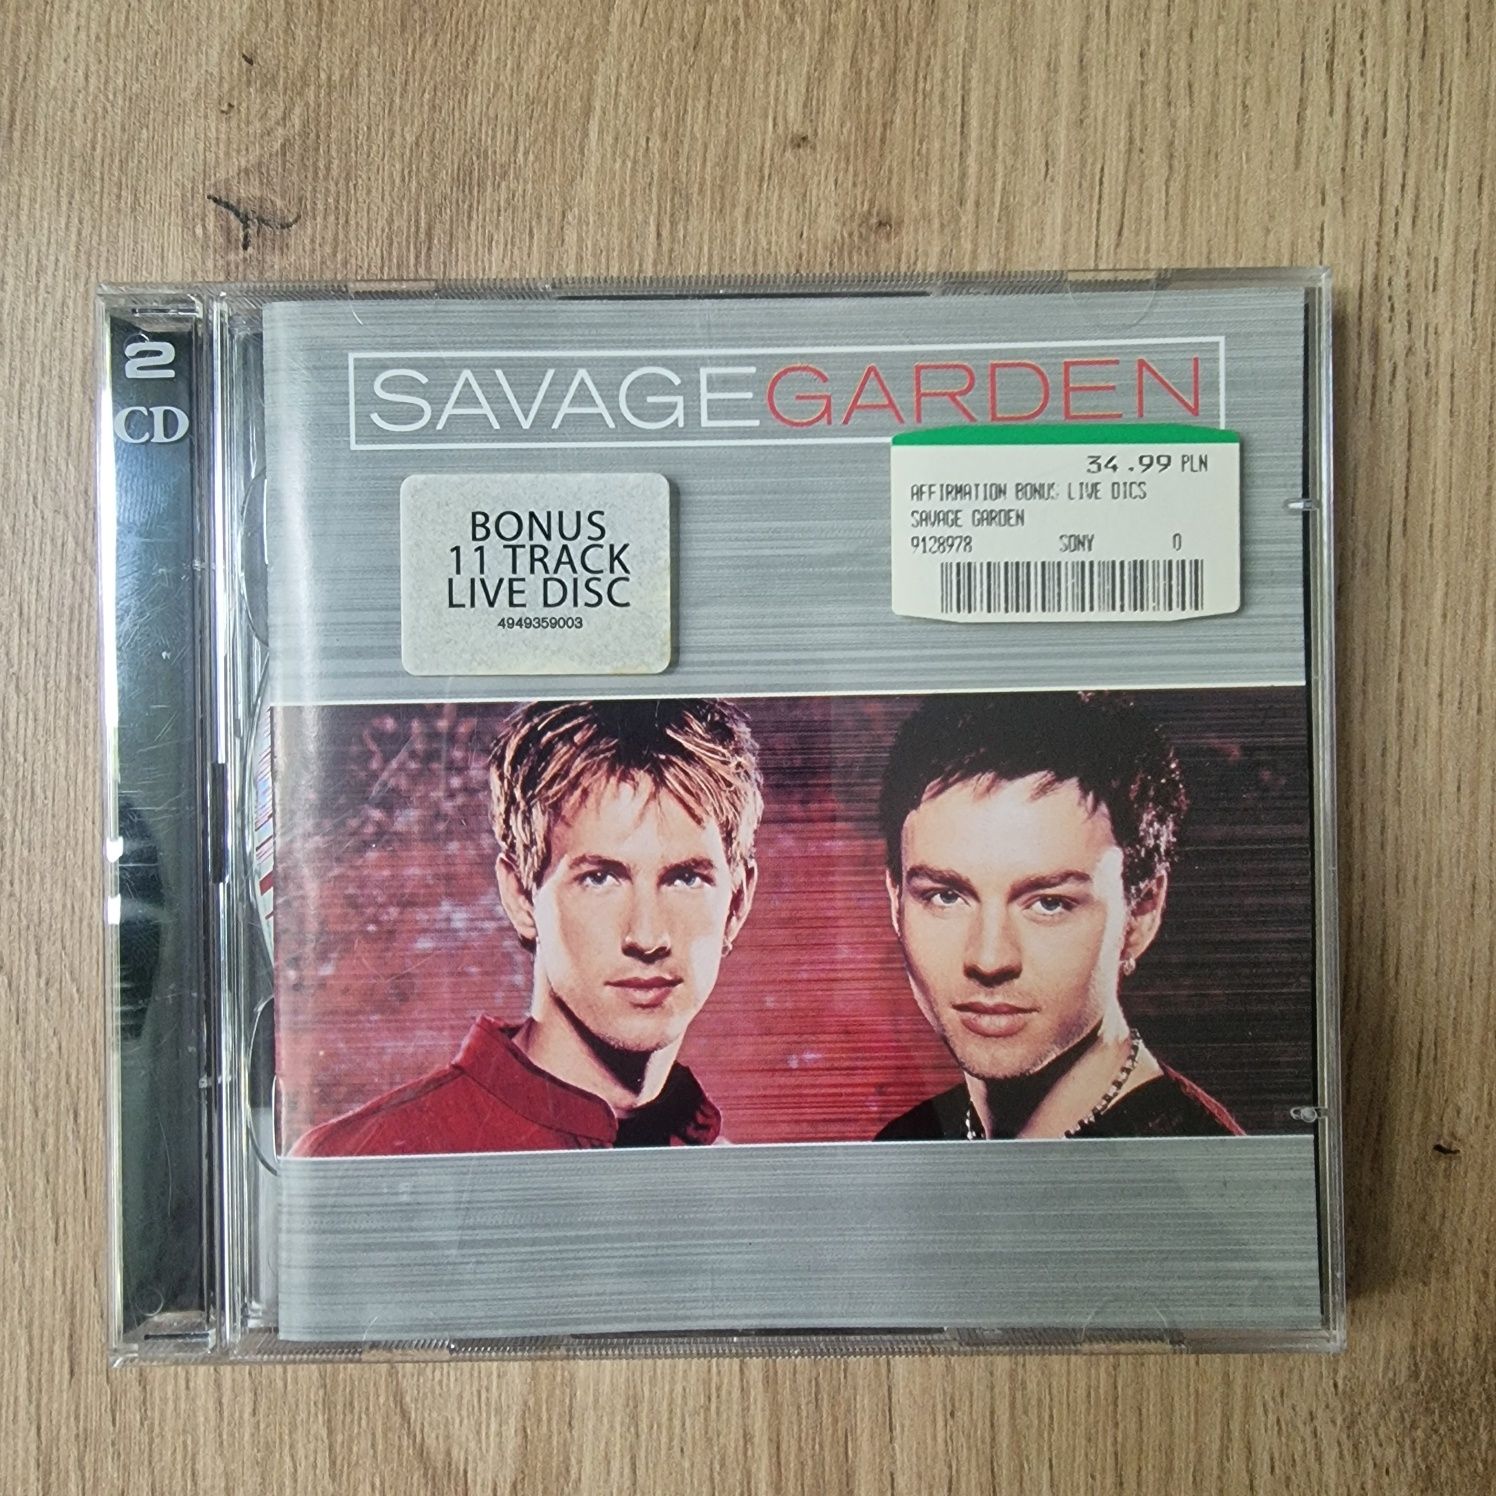 2
CD
SAVAGEGARDEN
BONUS
11 TRACK
LIVE DISC
4949359003
34.99 PLN
AFFIRMATION BONUS LIVE DICS
SAVAGE GARDEN
9128978 SONY 0